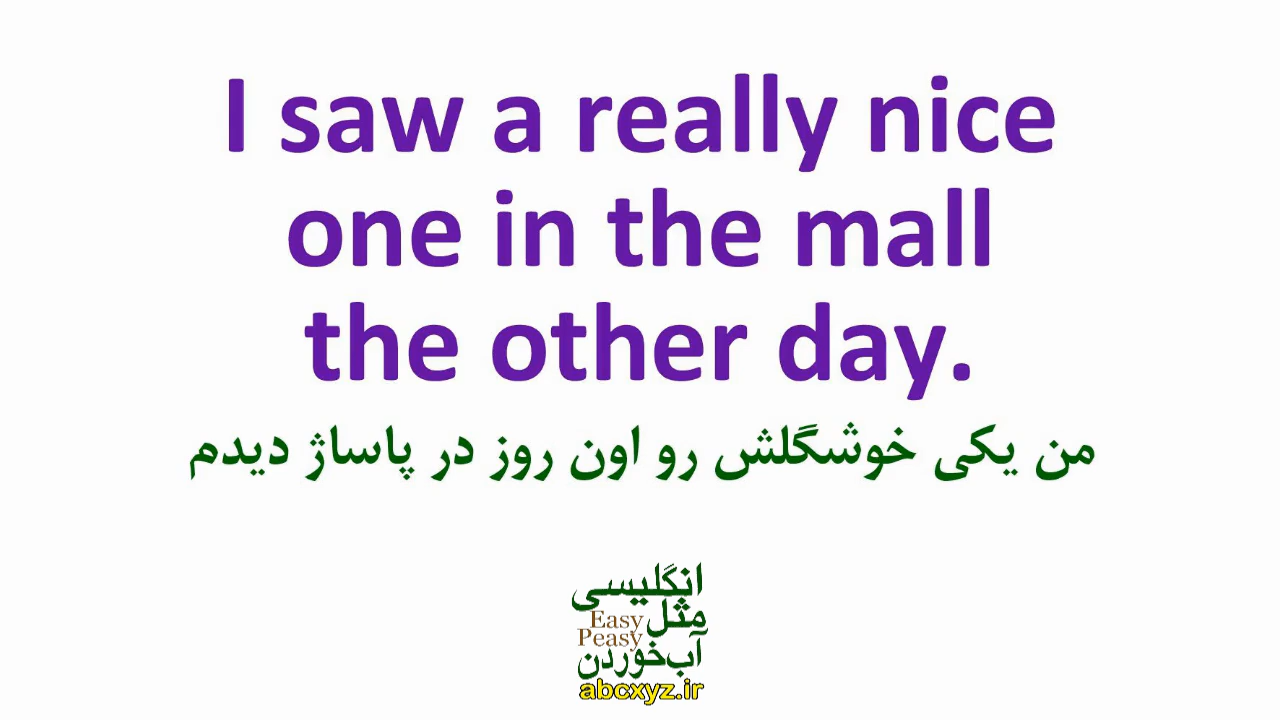 I saw a really nice
one in the mall
the other day.
من یکی خوشگلش رو اون روز در پاساژ دیدم
انگلیسی
مثل
Easy
Peasy
آب‌خوردن
abcxyz.ir